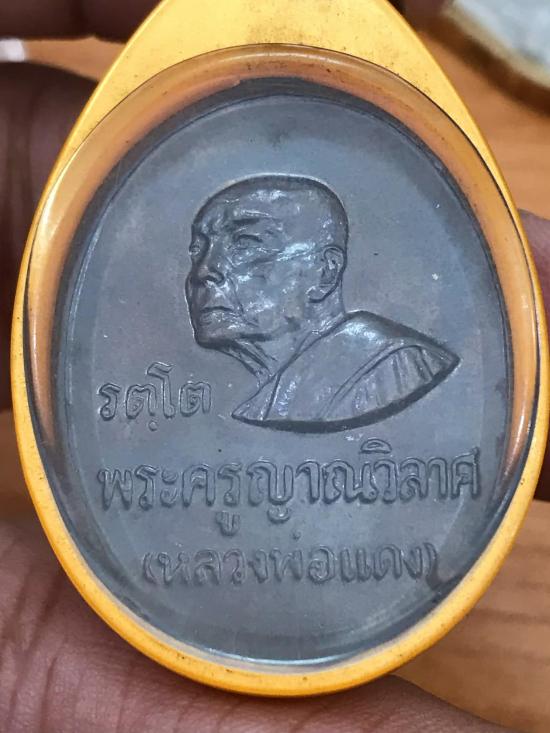 รตฺโต
พระครูญาณวิลาศ
(หลวงพ่อแดง)